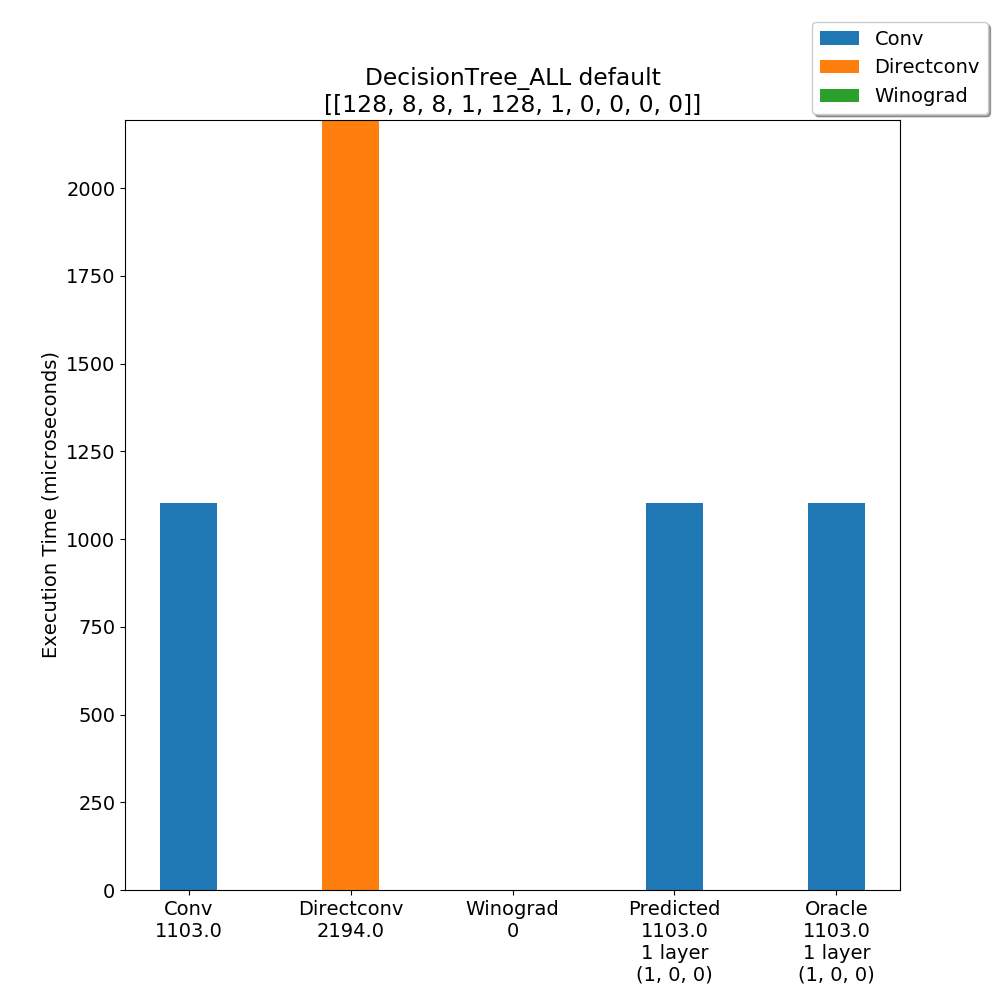 Conv
Directconv
Winograd
DecisionTree_ALL default
[[128, 8, 8, 1, 128, 1, 0, 0, 0, 0]]
Execution Time (microseconds)
2000
1750
1500
1250
1000
750
500
250
0
Conv
1103.0
Directconv
2194.0
Winograd
0
Predicted
1103.0
1 layer
(1, 0, 0)
Oracle
1103.0
1 layer
(1, 0, 0)